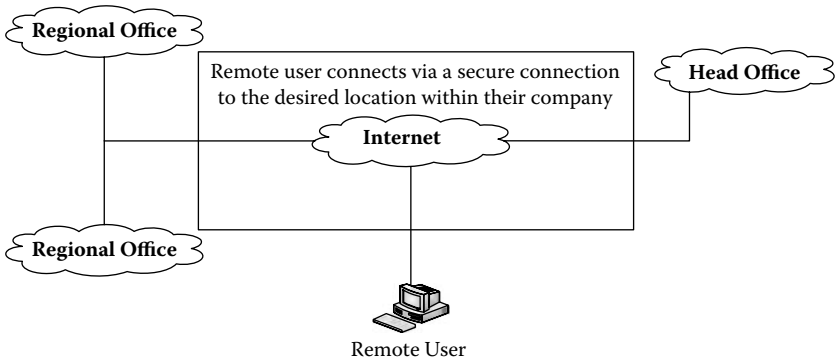 Regional Office
Remote user connects via a secure connection
to the desired location within their company
Head Office
Internet
Regional Office
Remote User